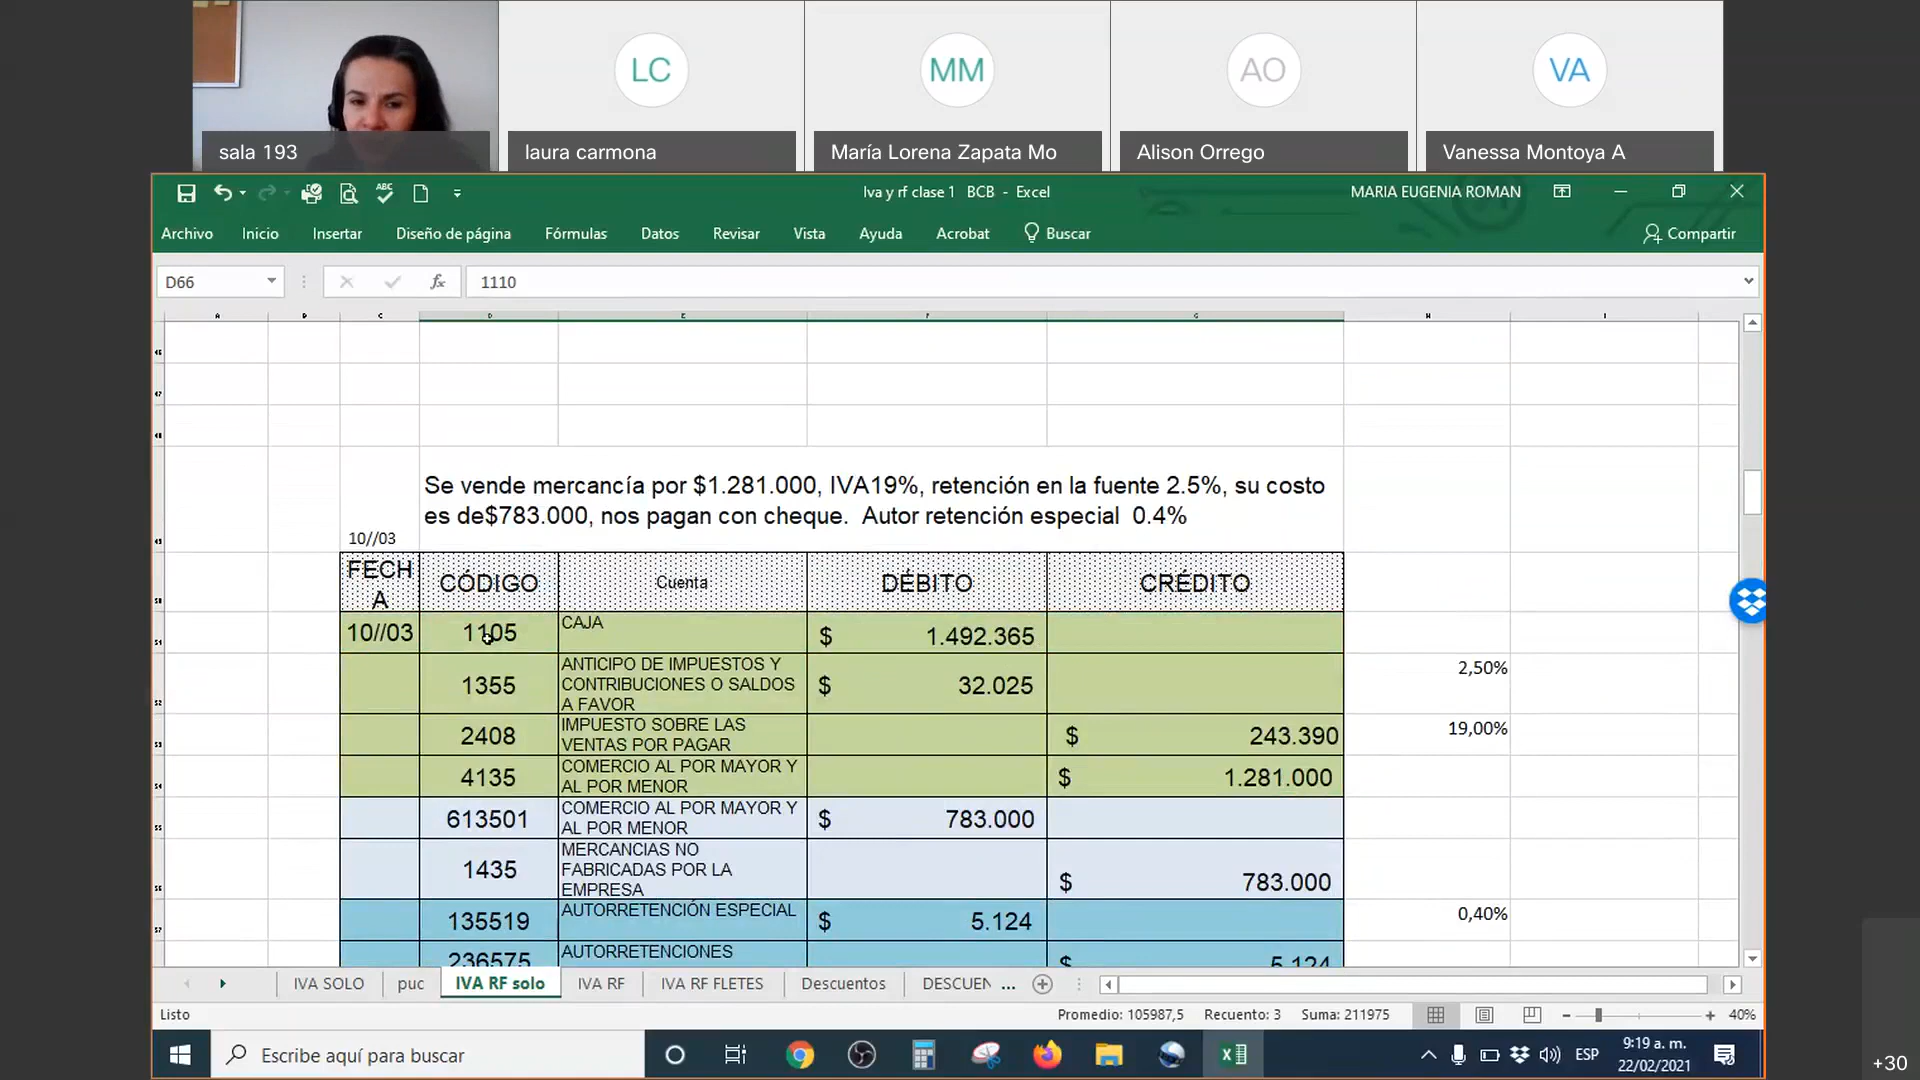 LC
MM
AO
VA
sala 193
laura carmona
María Lorena Zapata Mo
Alison Orrego
Vanessa Montoya A
ABC
Iva y rf clase 1 BCB - Excel
MARIA EUGENIA ROMAN
Archivo
Inicio
Insertar
Diseño de página
Fórmulas
Datos
Revisar
Vista
Ayuda
Acrobat
Buscar
Compartir
D66
fx
1110
Se vende mercancía por $1.281.000, IVA19%, retención en la fuente 2.5%, su costo
es de$783.000, nos pagan con cheque. Autor retención especial 0.4%
10//03
FECHA CÓDIGO Cuenta DÉBITO CRÉDITO
10//03 1105 CAJA $ 1.492.365
1355 ANTICIPO DE IMPUESTOS Y
CONTRIBUCIONES O SALDOS
A FAVOR $ 32.025 2,50%
2408 IMPUESTO SOBRE LAS
VENTAS POR PAGAR $ 243.390 19,00%
4135 COMERCIO AL POR MAYOR Y
AL POR MENOR $ 1.281.000
613501 COMERCIO AL POR MAYOR Y
AL POR MENOR $ 783.000
1435 MERCANCIAS NO
FABRICADAS POR LA
EMPRESA $ 783.000
135519 AUTORRETENCIÓN ESPECIAL $ 5.124 0,40%
236575 AUTORRETENCIONES $ 5.124
IVA SOLO
puc
IVA RF solo
IVA RF
IVA RF FLETES
Descuentos
DESCUEN ...
Listo
Promedio: 105987,5 Recuento: 3 Suma: 211975
40%
Escribe aquí para buscar
ESP
9:19 a. m.
22/02/2021
+30